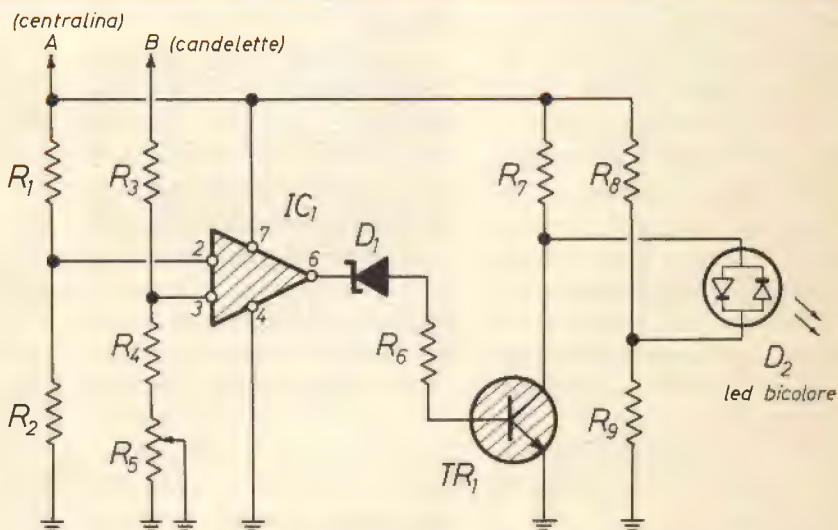 (centralina)
A
B (candelette)
R1
R3
IC1
D1
R7
R8
2
7
6
3
4
R4
R6
D2
led bicolore
R2
R5
TR1
R9